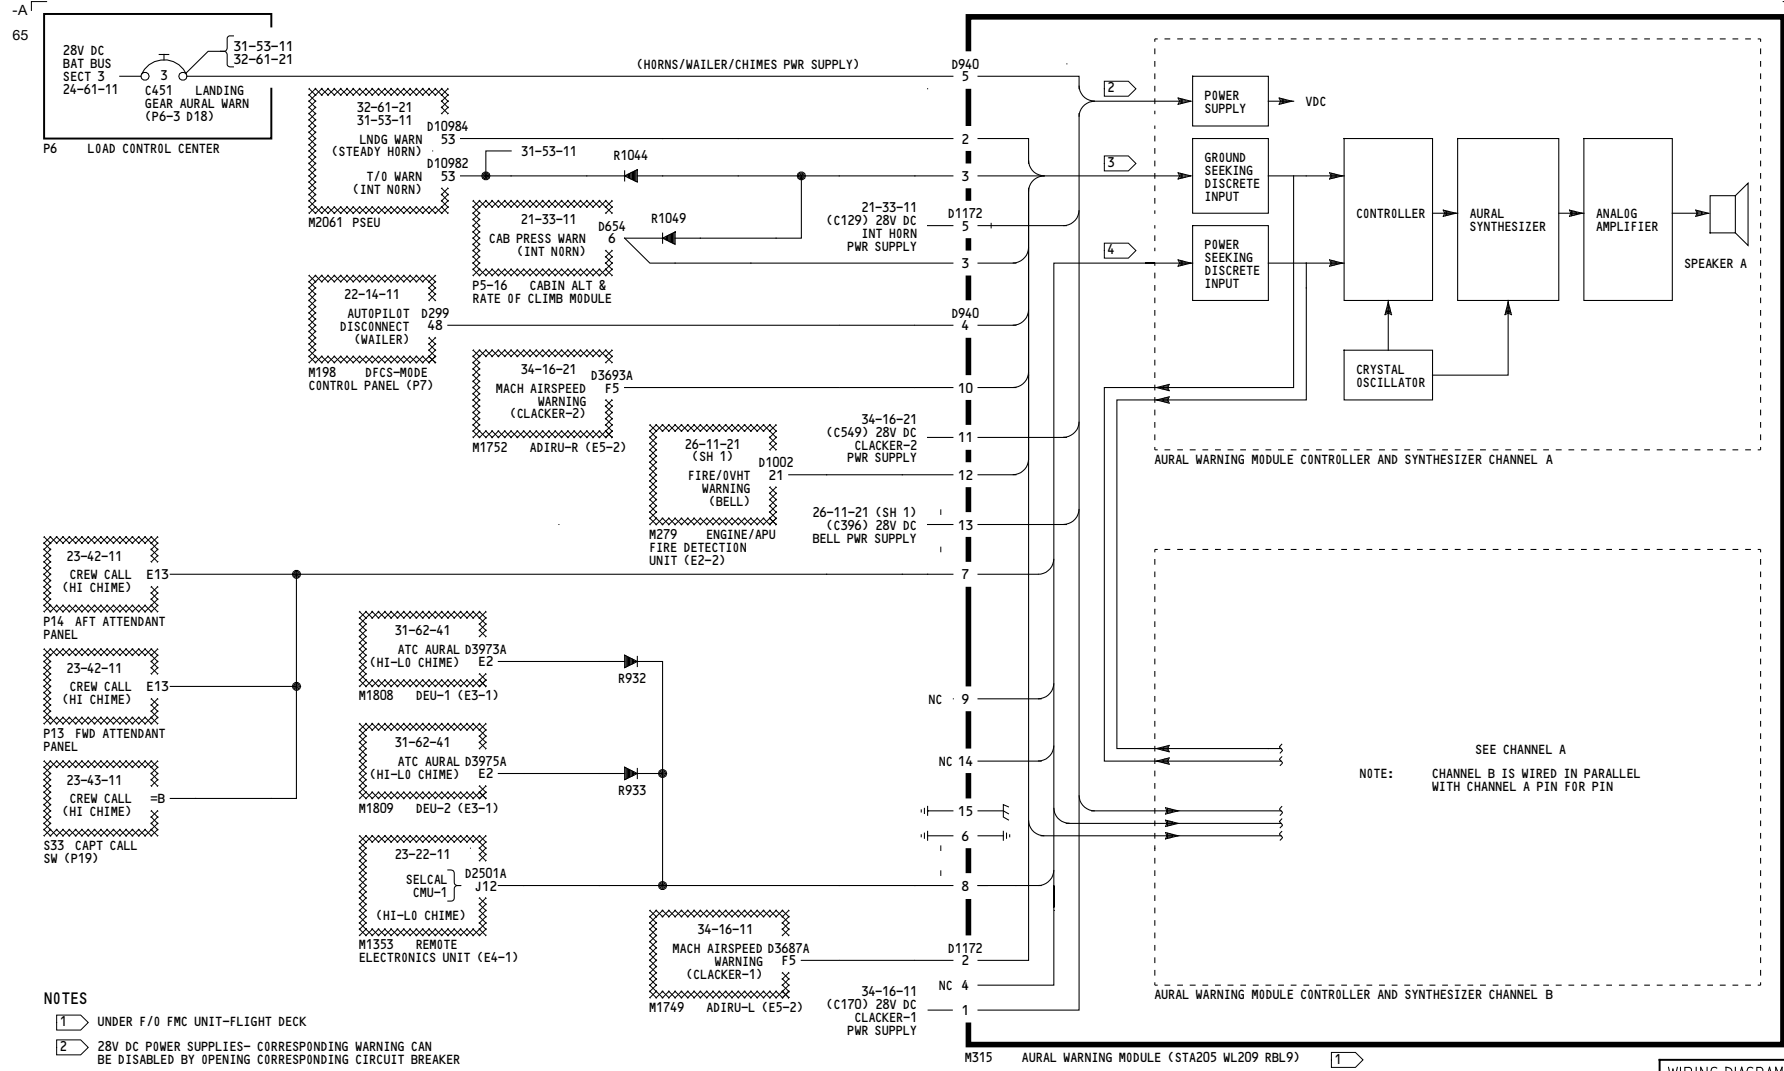 -A
65
28V DC
BAT BUS
SECT 3
24-61-11
3
31-53-11
32-61-21
C451 LANDING
GEAR AURAL WARN
(P6-3 D18)
P6 LOAD CONTROL CENTER
(HORNS/WAILER/CHIMES PWR SUPPLY)
D940
5
32-61-21
31-53-11
LNDG WARN
(STEADY HORN)
D10984
53
2
T/O WARN
(INT NORN)
D10982
53
31-53-11
R1044
3
M2061 PSEU
21-33-11
CAB PRESS WARN
(INT NORN)
D654
6
R1049
P5-16 CABIN ALT &
RATE OF CLIMB MODULE
21-33-11
(C129) 28V DC
INT HORN
PWR SUPPLY
D1172
5
3
22-14-11
AUTOPILOT
DISCONNECT
(WAILER)
D299
48
M198 DFCS-MODE
CONTROL PANEL (P7)
D940
4
34-16-21
MACH AIRSPEED
WARNING
(CLACKER-2)
D3693A
F5
M1752 ADIRU-R (E5-2)
10
34-16-21
(C549) 28V DC
CLACKER-2
PWR SUPPLY
11
26-11-21
(SH 1)
FIRE/OVHT
WARNING
(BELL)
D1002
21
M279 ENGINE/APU
FIRE DETECTION
UNIT (E2-2)
12
26-11-21 (SH 1)
(C396) 28V DC
BELL PWR SUPPLY
13
23-42-11
CREW CALL
(HI CHIME)
E13
P14 AFT ATTENDANT
PANEL
7
23-42-11
CREW CALL
(HI CHIME)
E13
P13 FWD ATTENDANT
PANEL
23-43-11
CREW CALL
(HI CHIME)
=B
S33 CAPT CALL
SW (P19)
31-62-41
ATC AURAL
(HI-LO CHIME)
D3973A
E2
M1808 DEU-1 (E3-1)
R932
31-62-41
ATC AURAL
(HI-LO CHIME)
D3975A
E2
M1809 DEU-2 (E3-1)
R933
NC 9
NC 14
15
6
23-22-11
SELCAL
CMU-1
(HI-LO CHIME)
D2501A
J12
M1353 REMOTE
ELECTRONICS UNIT (E4-1)
8
34-16-11
MACH AIRSPEED
WARNING
(CLACKER-1)
D3687A
F5
M1749 ADIRU-L (E5-2)
D1172
2
NC 4
34-16-11
(C170) 28V DC
CLACKER-1
PWR SUPPLY
1
2
POWER
SUPPLY
VDC
3
GROUND
SEEKING
DISCRETE
INPUT
4
POWER
SEEKING
DISCRETE
INPUT
CONTROLLER
AURAL
SYNTHESIZER
ANALOG
AMPLIFIER
SPEAKER A
CRYSTAL
OSCILLATOR
AURAL WARNING MODULE CONTROLLER AND SYNTHESIZER CHANNEL A
SEE CHANNEL A
NOTE: CHANNEL B IS WIRED IN PARALLEL
WITH CHANNEL A PIN FOR PIN
AURAL WARNING MODULE CONTROLLER AND SYNTHESIZER CHANNEL B
M315 AURAL WARNING MODULE (STA205 WL209 RBL9) 1
NOTES
1 UNDER F/O FMC UNIT-FLIGHT DECK
2 28V DC POWER SUPPLIES- CORRESPONDING WARNING CAN
BE DISABLED BY OPENING CORRESPONDING CIRCUIT BREAKER
WIRING DIAGRAM